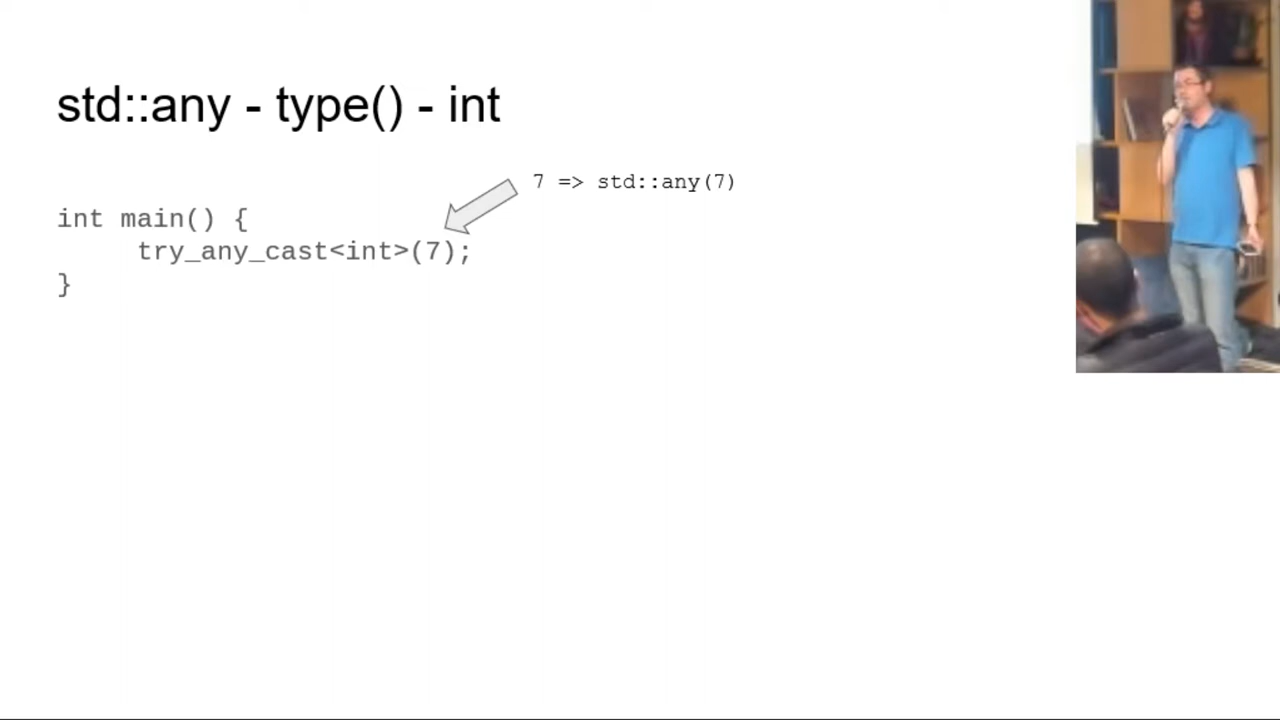 std::any - type() - int
7 => std::any(7)
int main() {
try_any_cast<int>(7);
}